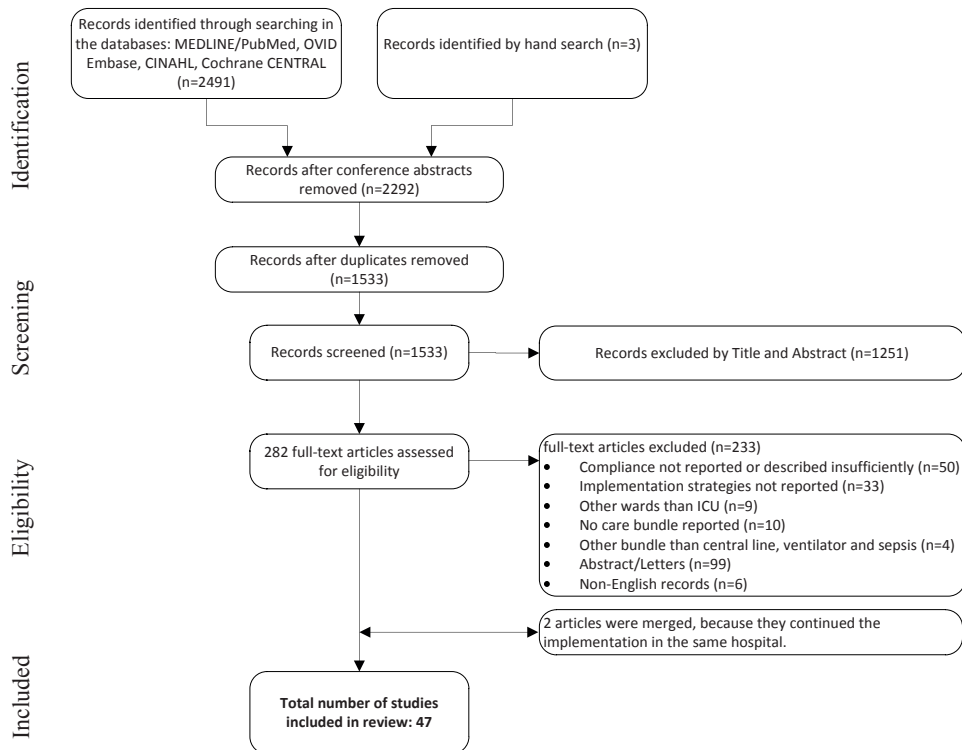 Identification
Records identified through searching in
the databases: MEDLINE/PubMed, OVID
Embase, CINAHL, Cochrane CENTRAL
(n=2491)
Records identified by hand search (n=3)
Records after conference abstracts
removed (n=2292)
Screening
Records after duplicates removed
(n=1533)
Records screened (n=1533)
Records excluded by Title and Abstract (n=1251)
Eligibility
282 full-text articles assessed
for eligibility
full-text articles excluded (n=233)
• Compliance not reported or described insufficiently (n=50)
• Implementation strategies not reported (n=33)
• Other wards than ICU (n=9)
• No care bundle reported (n=10)
• Other bundle than central line, ventilator and sepsis (n=4)
• Abstract/Letters (n=99)
• Non-English records (n=6)
2 articles were merged, because they continued the
implementation in the same hospital.
Included
Total number of studies
included in review: 47